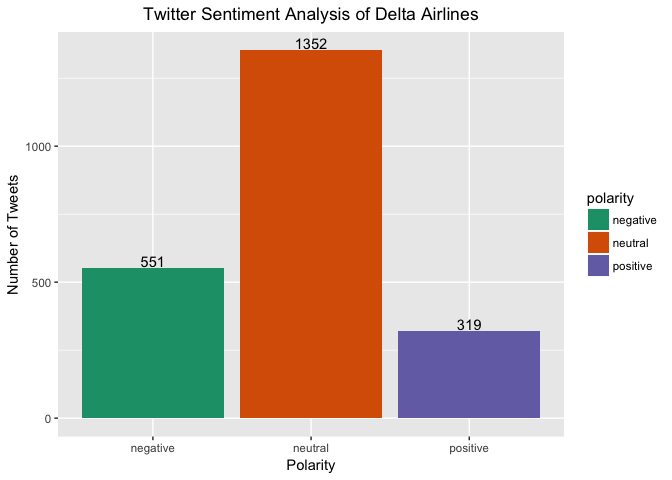 Twitter Sentiment Analysis of Delta Airlines
1352
551
319
1000
500
0
Number of Tweets
negative
neutral
positive
Polarity
polarity
negative
neutral
positive